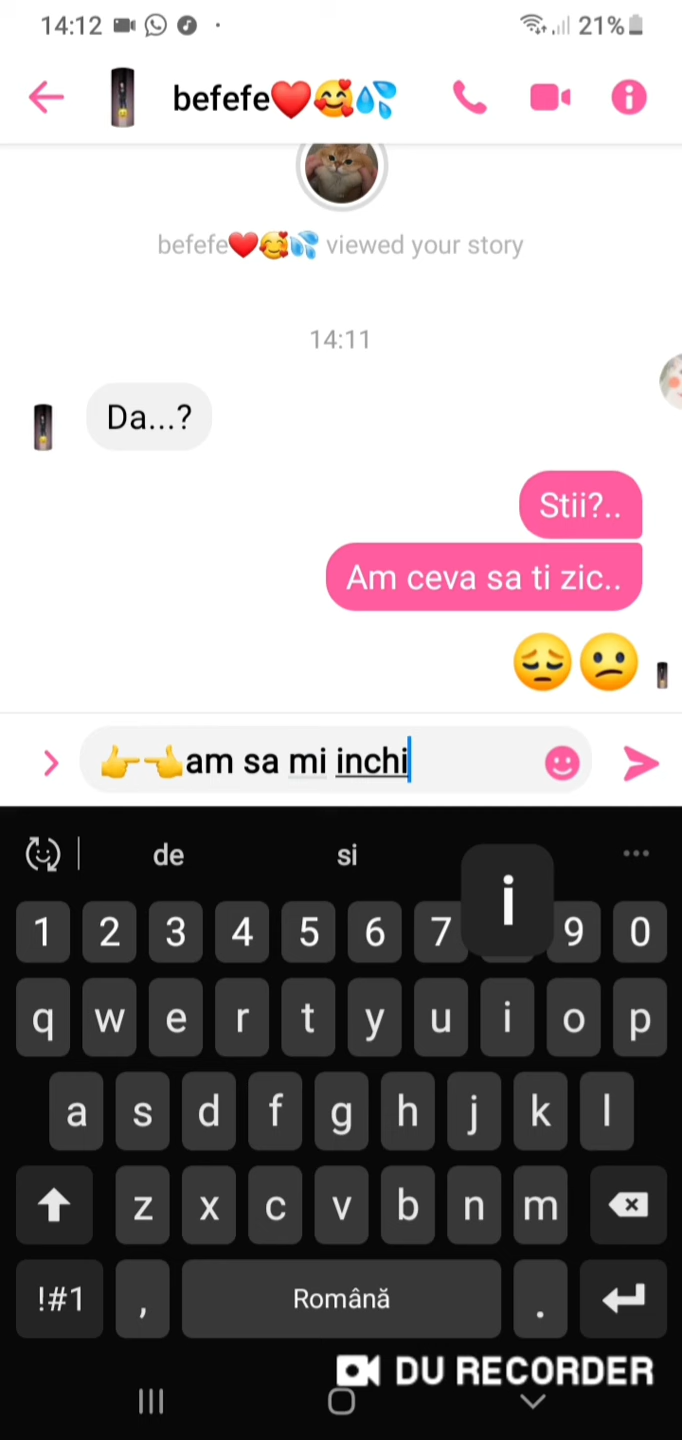 14:12 21%
befefe❤️🥰💦
befefe❤️🥰💦 viewed your story
14:11
Da...?
Stii?..
Am ceva sa ti zic..
😔😕
👉👈am sa mi inchi
de si
i
1 2 3 4 5 6 7 9 0
q w e r t y u i o p
a s d f g h j k l
z x c v b n m
!#1 , Română .
DU RECORDER